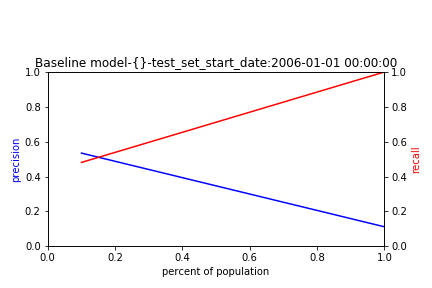 Baseline model-{}-test_set_start_date:2006-01-01 00:00:00
1.0
0.8
0.6
0.4
0.2
0.0
precision
1.0
0.8
0.6
0.4
0.2
0.0
recall
0.0 0.2 0.4 0.6 0.8 1.0
percent of population